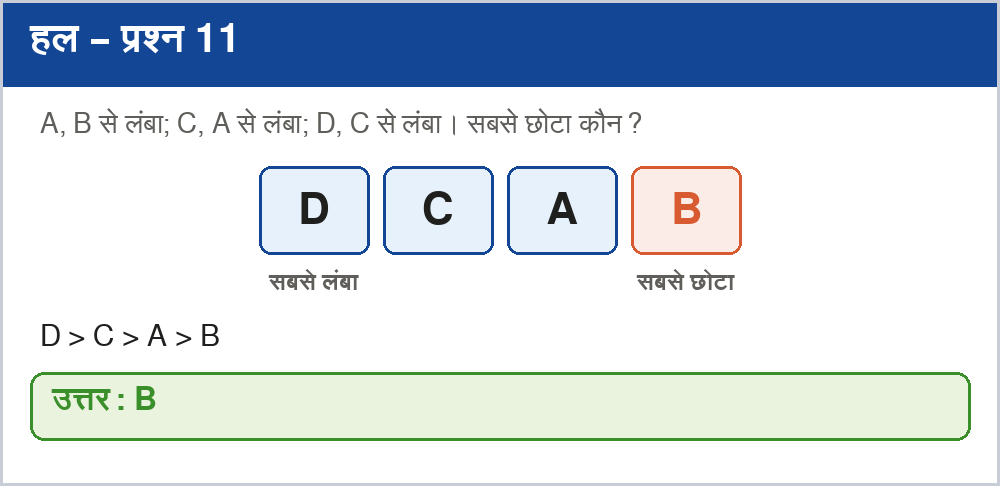 हल – प्रश्न 11
A, B से लंबा; C, A से लंबा; D, C से लंबा। सबसे छोटा कौन?
D C A B
सबसे लंबा सबसे छोटा
D > C > A > B
उत्तर : B